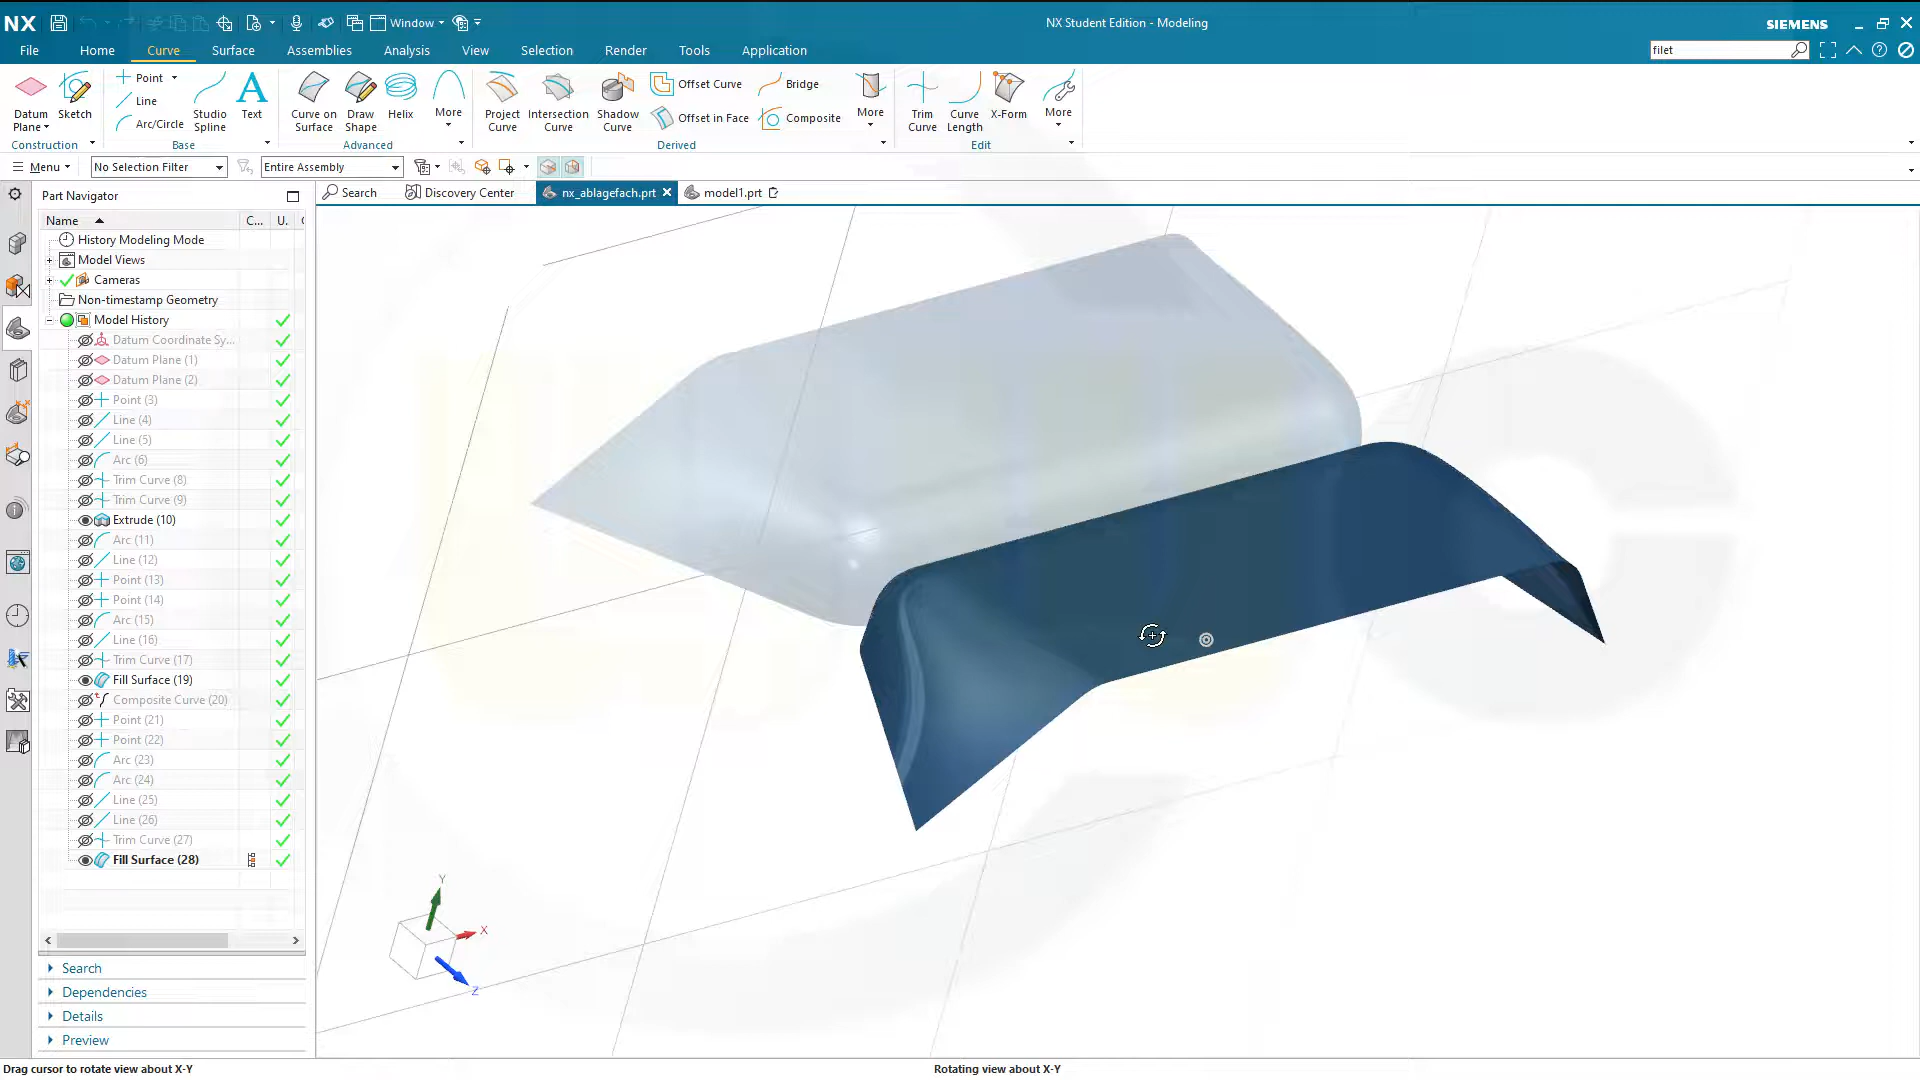 NX
Window
NX Student Edition - Modeling
SIEMENS
File Home Curve Surface Assemblies Analysis View Selection Render Tools Application
filet
Datum Plane
Sketch
Point
Line
Arc/Circle
Studio Spline
Text
Curve on Surface
Draw Shape
Helix
More
Project Curve
Intersection Curve
Shadow Curve
Offset Curve
Offset in Face
Bridge
Composite
More
Trim Curve
Curve Length
X-Form
More
Construction Base Advanced Derived Edit
Menu No Selection Filter Entire Assembly
Part Navigator
Search Discovery Center nx_ablagefach.prt model1.prt
Name C... U.
History Modeling Mode
Model Views
Cameras
Non-timestamp Geometry
Model History
Datum Coordinate Sy...
Datum Plane (1)
Datum Plane (2)
Point (3)
Line (4)
Line (5)
Arc (6)
Trim Curve (8)
Trim Curve (9)
Extrude (10)
Arc (11)
Line (12)
Point (13)
Point (14)
Arc (15)
Line (16)
Trim Curve (17)
Fill Surface (19)
Composite Curve (20)
Point (21)
Point (22)
Arc (23)
Arc (24)
Line (25)
Line (26)
Trim Curve (27)
Fill Surface (28)
Y
X
Z
Search
Dependencies
Details
Preview
Drag cursor to rotate view about X-Y
Rotating view about X-Y